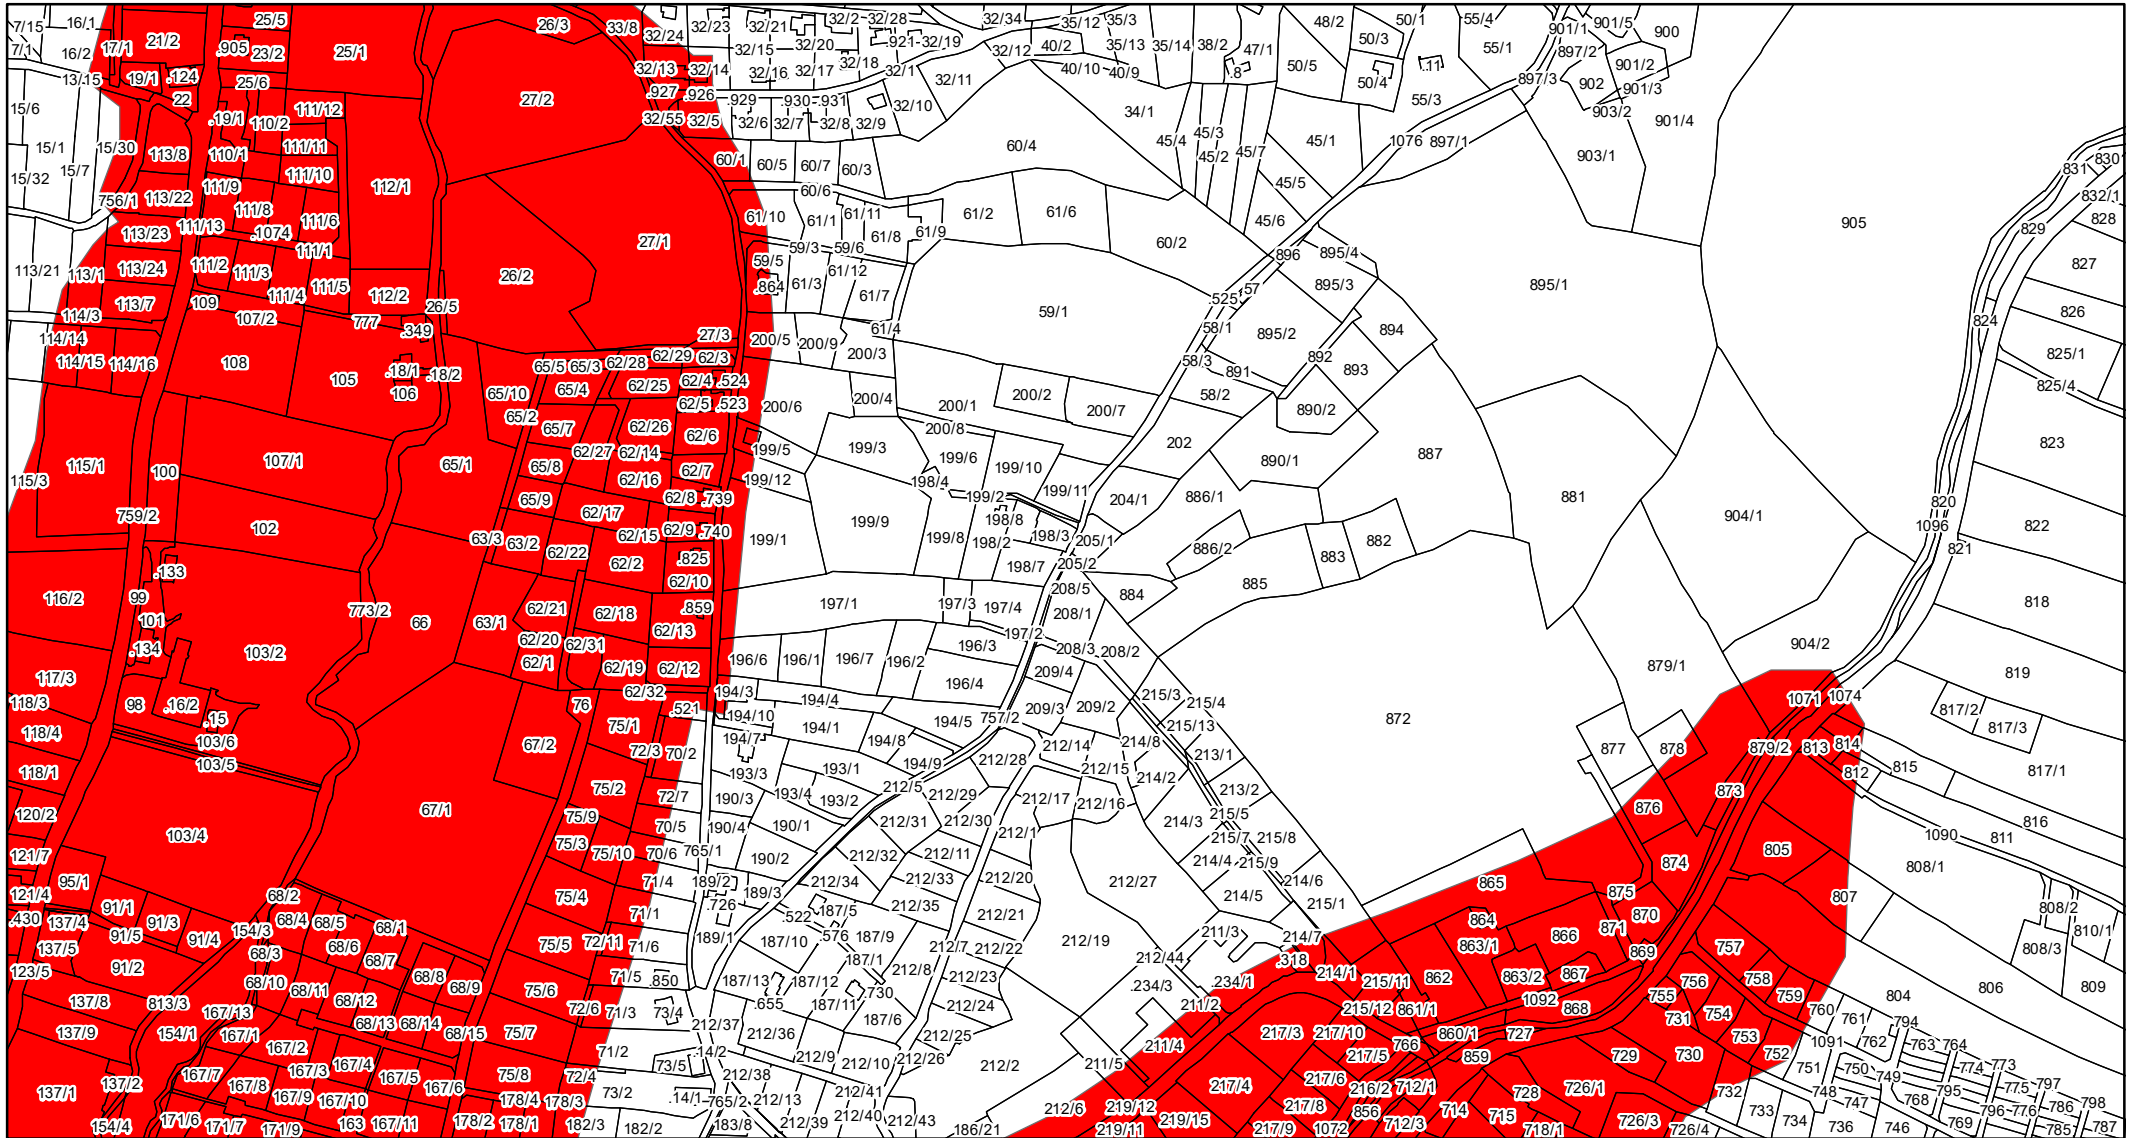 7/15 16/1 25/5 26/3 33/8 32/23 32/21 32/2 32/28 32/34 35/12 35/3 48/2 50/1 55/4 901/1 901/5 900
7/1 16/2 17/1 21/2 .905 23/2 25/1 32/24 32/15 32/20 .921 32/19 32/12 40/2 35/13 35/14 38/2 47/1 50/3 55/1 897/2 901/2
13/15 19/1 .124 25/6 32/13 32/14 32/16 32/17 32/18 32/1 32/11 40/10 40/9 .8 50/5 50/4 .11 897/3 902 901/3
15/6 22 111/12 27/2 .927 .926 .929 .930 .931 32/10 34/1 55/3 903/2 901/4
.19/1 110/2 32/55 32/5 32/6 32/7 32/8 32/9 45/4 45/3 45/1 1076 897/1
15/1 15/30 113/8 110/1 111/11 60/1 60/5 60/7 60/3 60/4 45/2 45/7 903/1 831 830
15/32 15/7 111/9 111/10 112/1 60/6 45/5 832/1
756/1 113/22 111/8 111/6 61/10 61/1 61/11 61/2 61/6 45/6 905 828
113/23 111/13 .1074 27/1 59/3 59/6 61/8 61/9 60/2 896 895/4 829
113/21 113/1 113/24 111/2 111/3 111/1 26/2 59/5 61/12 827
113/7 109 111/4 111/5 112/2 26/5 .864 61/3 61/7 57 895/3 895/1
114/3 107/2 777 .349 27/3 61/4 59/1 .525 58/1 895/2 894 824 826
114/14 200/5 200/9 200/3
114/15 114/16 108 105 .18/1 .18/2 65/5 65/3 62/28 62/29 62/3 58/3 891 892 893 825/1
106 65/10 65/4 62/25 62/4 .524 200/2 58/2 825/4
65/2 62/5 .523 200/6 200/4 200/1 200/7 890/2
65/7 62/26 62/6 200/8 202 823
115/1 100 107/1 65/1 65/8 62/27 62/14 62/7 199/5 199/3 199/6 199/10 890/1 887
115/3 65/9 62/16 62/8 .739 199/12 198/4 199/2 199/11 204/1 886/1 881 820
759/2 102 63/3 63/2 62/17 62/15 62/9 .740 199/1 199/9 199/8 198/8 198/3 205/1 904/1 1096 822
62/22 62/2 .825 198/2 886/2 883 882 821
116/2 99 .133 773/2 62/10 198/7 205/2 208/5 884 885
101 66 63/1 62/21 62/18 .859 197/1 197/3 197/4 208/1 818
.134 103/2 62/20 62/31 62/13 197/2 208/3 208/2 904/2
117/3 62/1 62/19 62/12 196/6 196/1 196/7 196/2 196/3 209/4 879/1 819
118/3 98 .16/2 76 62/32 194/3 194/4 196/4 209/3 209/2 215/3 215/4 1071 1074
118/4 .15 103/6 75/1 .521 194/10 194/1 194/5 757/2 215/13 872 817/2 817/3
118/1 103/5 67/2 72/3 70/2 194/7 194/8 212/14 214/8 213/1 877 878 879/2 813 814
193/3 193/1 194/9 212/28 212/15 214/2 812 815 817/1
120/2 67/1 75/2 72/7 190/3 193/4 193/2 212/5 212/29 212/17 212/16 213/2 876 873
103/4 75/9 70/5 190/4 190/1 212/31 212/30 212/1 214/3 215/5 816
121/7 75/3 75/10 70/6 765/1 190/2 212/32 212/11 215/7 215/8 1090 811
95/1 71/4 189/2 189/3 212/34 212/33 212/20 212/27 214/4 215/9 214/6 865 874 805 808/1
121/4 91/1 68/2 75/4 .726 .522 187/5 212/35 212/21 214/5 215/1 875 807
.430 137/4 91/3 154/3 68/4 68/5 68/1 71/1 211/3 214/7 864 870 808/2
137/5 91/5 91/4 68/3 68/6 75/5 72/11 71/6 189/1 187/10 .576 187/9 212/7 212/22 212/19 863/1 866 871 757 810/1
123/5 91/2 68/10 68/7 68/8 71/5 .850 187/13 187/12 187/1 212/8 212/23 212/44 .318 214/1 215/11 862 863/2 867 869 758 808/3
137/8 813/3 68/11 68/12 68/9 75/6 .655 187/11 .730 212/24 .234/3 .234/1 1092 868 755 756 759 804 806 809
137/9 154/1 167/13 68/13 68/14 68/15 72/6 71/3 73/4 187/6 211/2 215/12 861/1 731 754 760 761
167/1 167/2 75/7 212/37 212/36 212/25 217/3 217/10 860/1 727 753 794
167/3 167/4 71/2 .14/2 212/9 212/10 212/26 212/2 211/4 217/5 766 859 729 730 752 1091 762 763 764
137/1 137/2 167/7 167/8 167/5 75/8 72/4 73/5 212/38 211/5 217/4 217/6 216/2 712/1 728 726/1 751 750 749 774 773
167/9 167/10 167/6 178/4 178/3 73/2 .14/1 765/2 212/13 212/41 212/6 219/12 217/8 856 714 732 748 768 795 775 797
154/4 171/6 171/7 171/9 163 167/11 178/2 178/1 182/3 182/2 183/8 212/39 212/40 212/43 186/21 219/11 219/15 217/9 1072 712/3 715 718/1 726/3 726/4 733 734 736 747 746 769 796 776 786 785 798 787